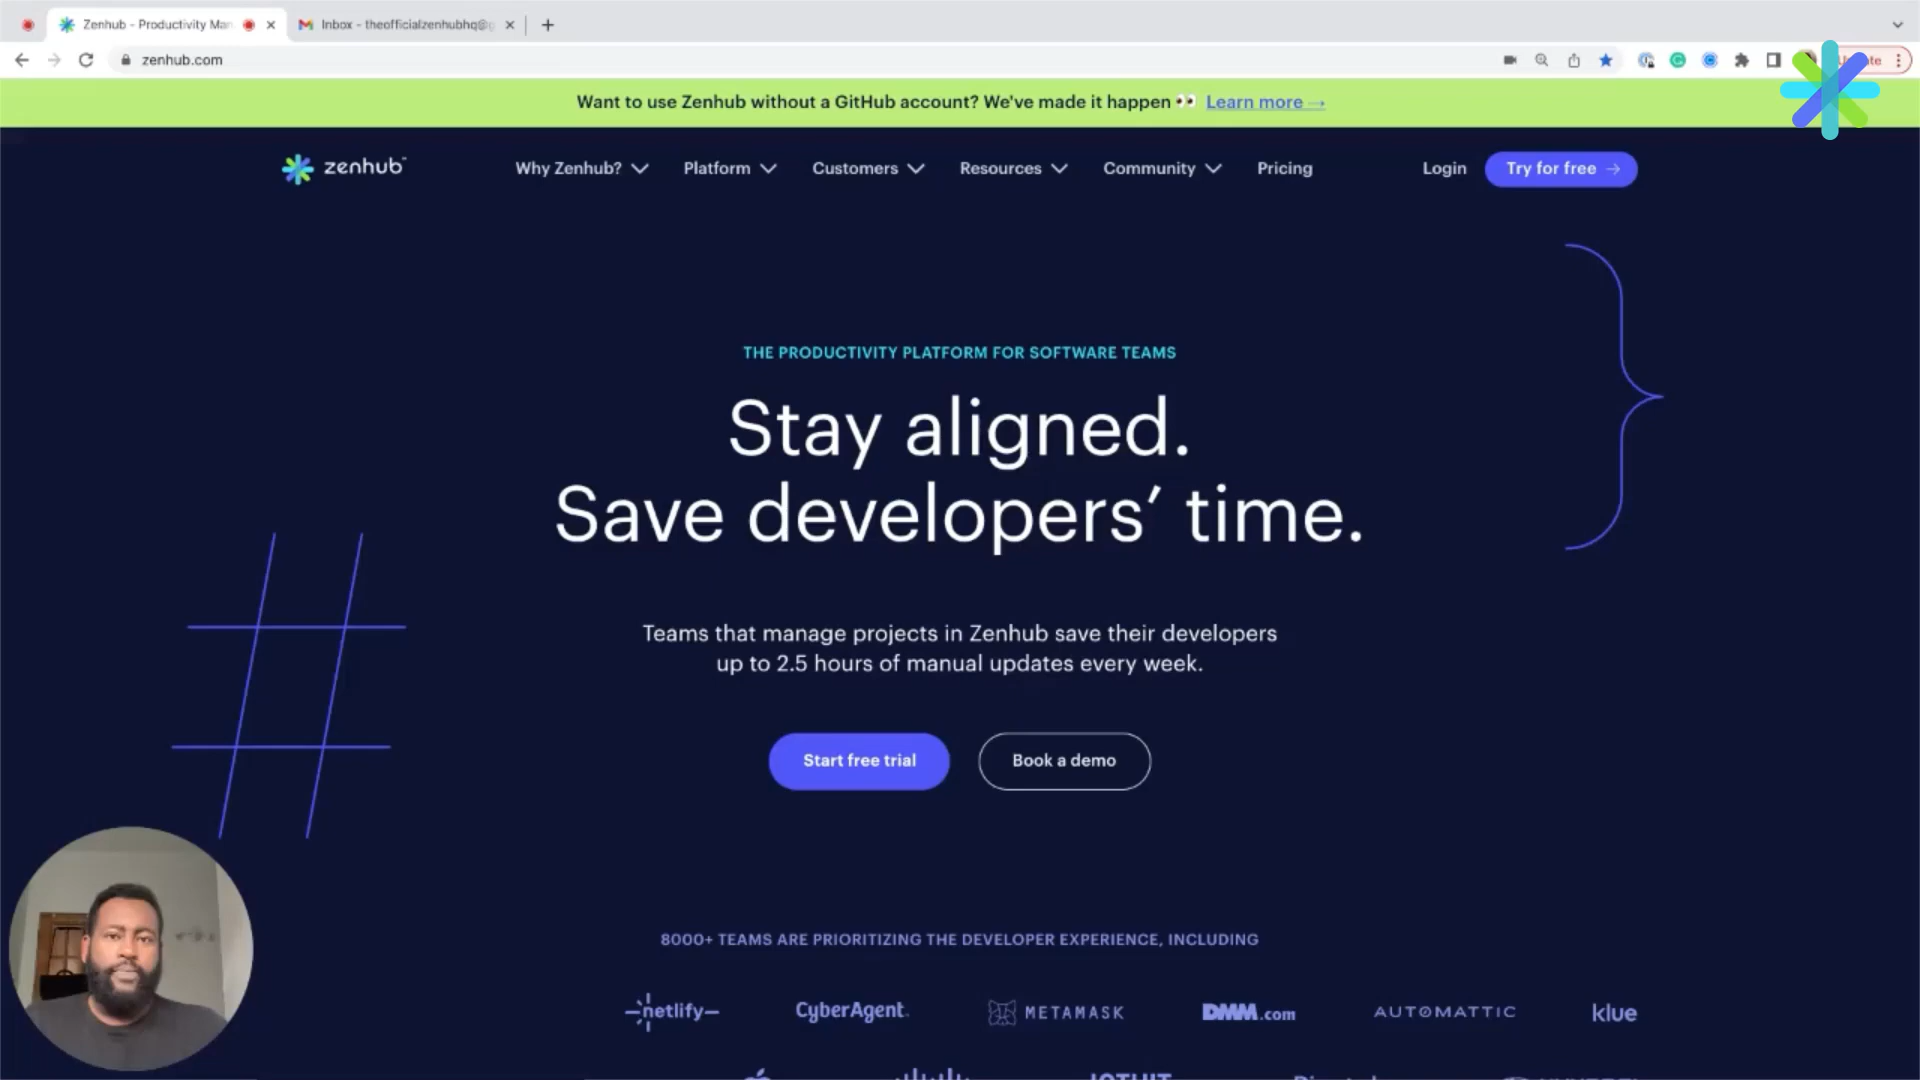 Zenhub - Productivity Man
Inbox - theofficialzenhubhq@g
zenhub.com
Want to use Zenhub without a GitHub account? We've made it happen 👀 Learn more →
zenhub
Why Zenhub?
Platform
Customers
Resources
Community
Pricing
Login
Try for free →
THE PRODUCTIVITY PLATFORM FOR SOFTWARE TEAMS
Stay aligned.
Save developers’ time.
Teams that manage projects in Zenhub save their developers
up to 2.5 hours of manual updates every week.
Start free trial
Book a demo
8000+ TEAMS ARE PRIORITIZING THE DEVELOPER EXPERIENCE, INCLUDING
netlify
CyberAgent.
METAMASK
DMM.com
AUTOMATTIC
klue